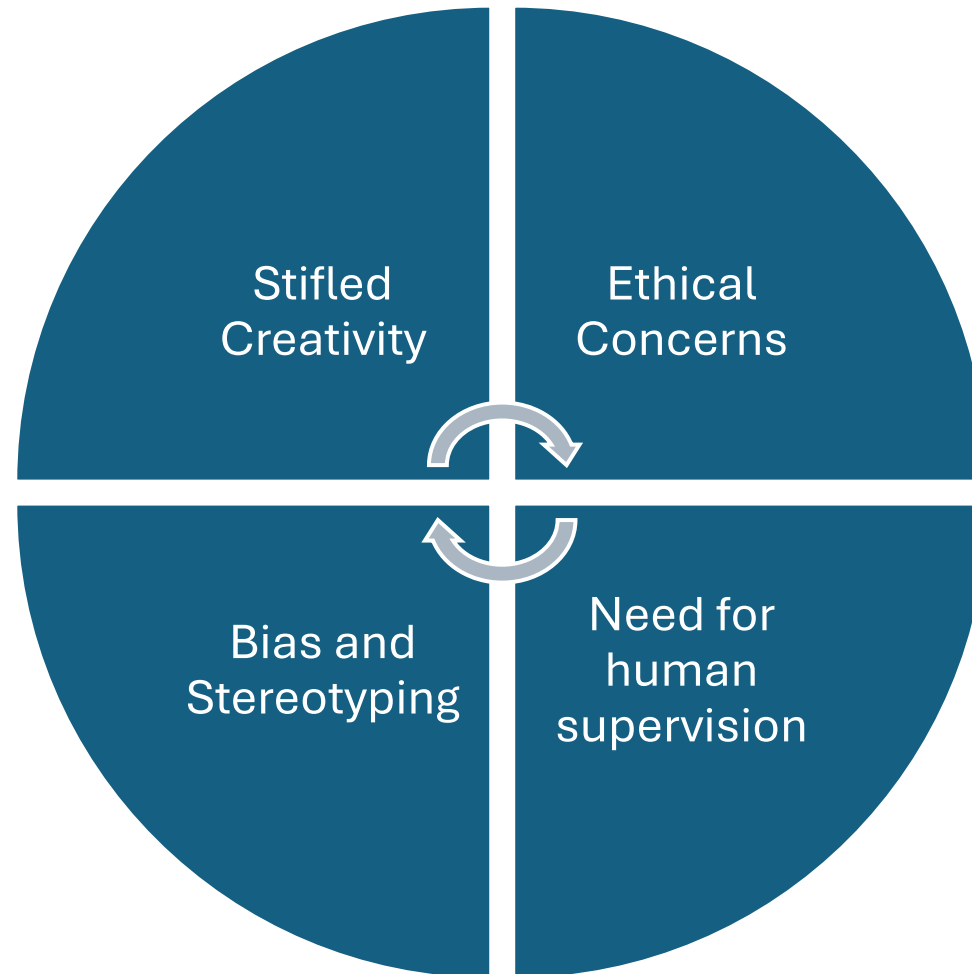 Stifled
Creativity
Ethical
Concerns
Bias and
Stereotyping
Need for
human
supervision